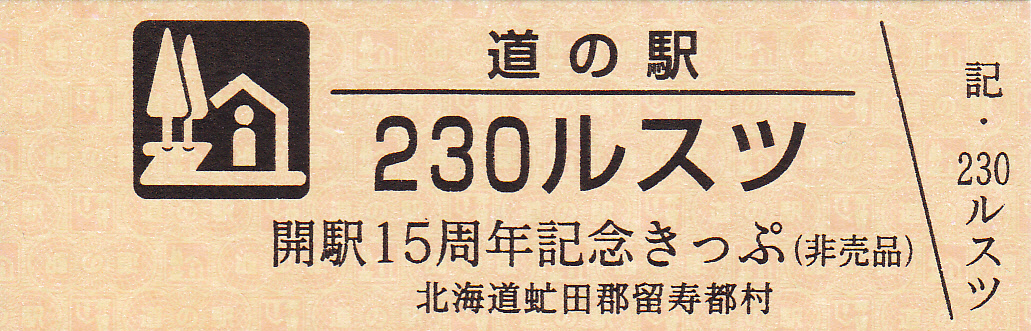 道の駅
230ルスツ
開駅15周年記念きっぷ(非売品)
北海道虻田郡留寿都村
記・230ルスツ